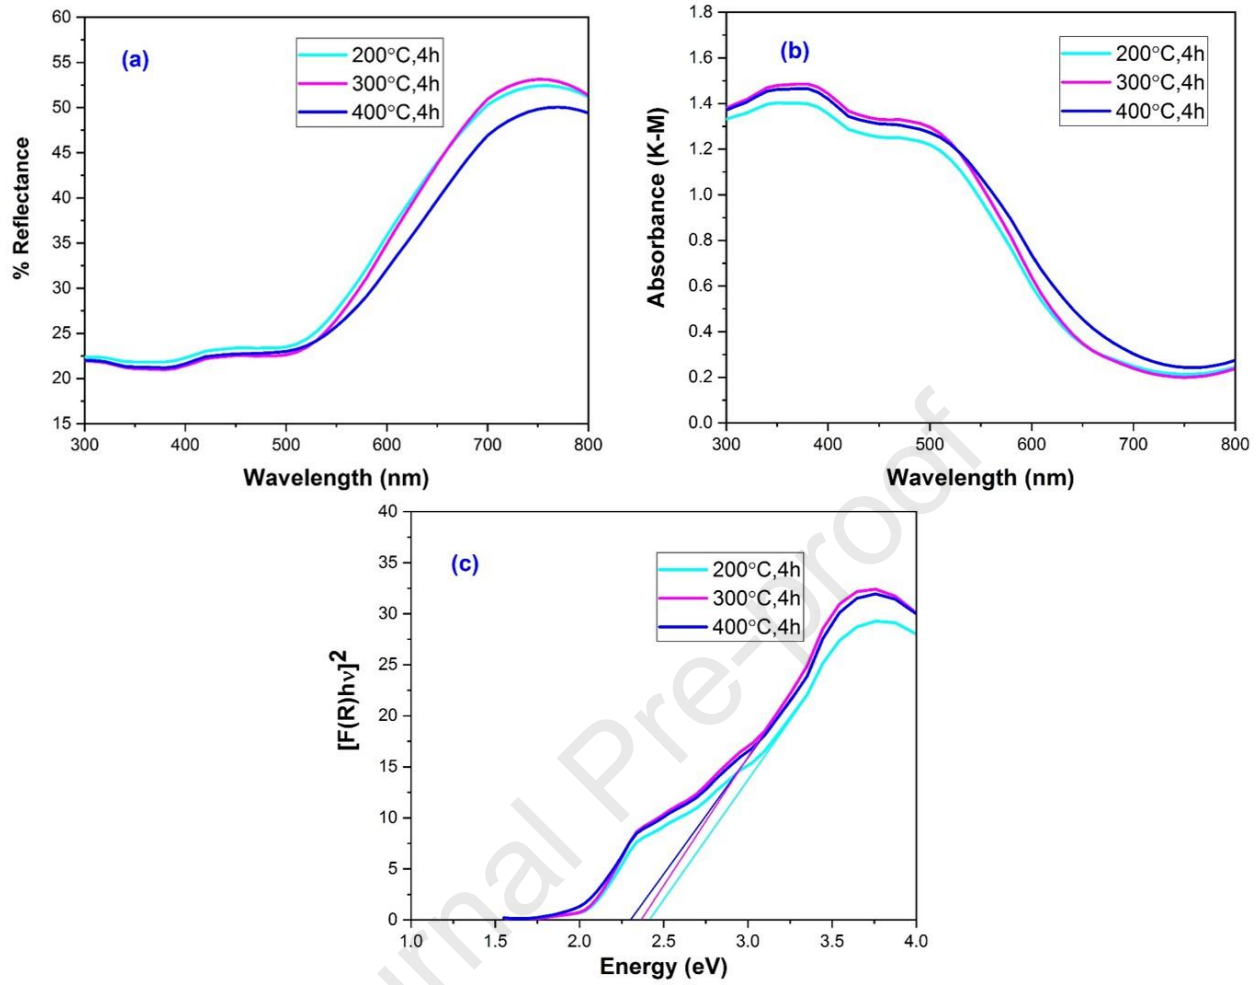 (a)
200°C,4h
300°C,4h
400°C,4h
60
55
50
45
40
35
30
25
20
15
% Reflectance
300 400 500 600 700 800
Wavelength (nm)
(b)
200°C,4h
300°C,4h
400°C,4h
1.8
1.6
1.4
1.2
1.0
0.8
0.6
0.4
0.2
0.0
Absorbance (K-M)
300 400 500 600 700 800
Wavelength (nm)
(c)
200°C,4h
300°C,4h
400°C,4h
40
35
30
25
20
15
10
5
0
[F(R)hν]²
1.0 1.5 2.0 2.5 3.0 3.5 4.0
Energy (eV)
urnal Pre-proof